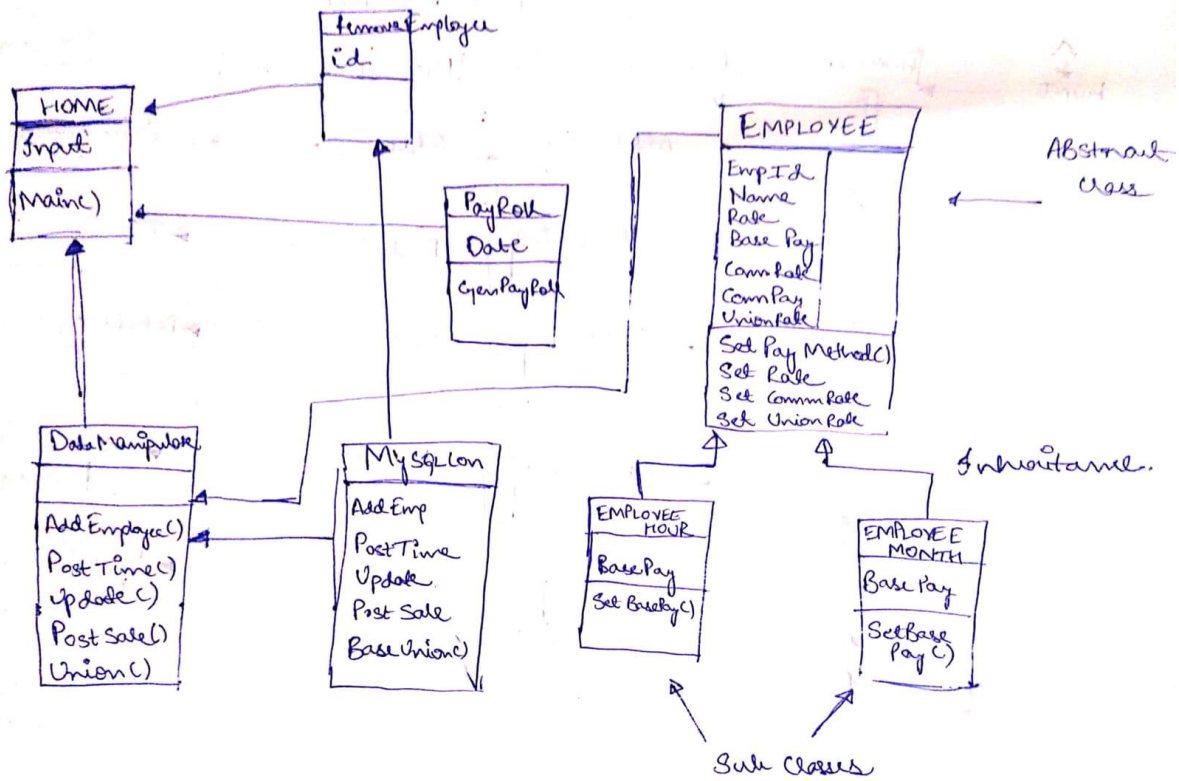 RemoveEmployee
id
HOME
Input
Main()
PayRoll
Date
GenPayRoll
EMPLOYEE
EmpId
Name
Rate
Base Pay
CommRate
CommPay
UnionRate
Set Pay Method()
Set Rate
Set CommRate
Set UnionRate
ABstract
class
DataManipulate
AddEmployee()
PostTime()
update()
PostSale()
Union()
MySQLCon
AddEmp
PostTime
Update
Post Sale
BaseUnion()
EMPLOYEE
HOUR
BasePay
Set BasePay()
EMPLOYEE
MONTH
Base Pay
SetBase
Pay()
Inheritance.
Sub Classes